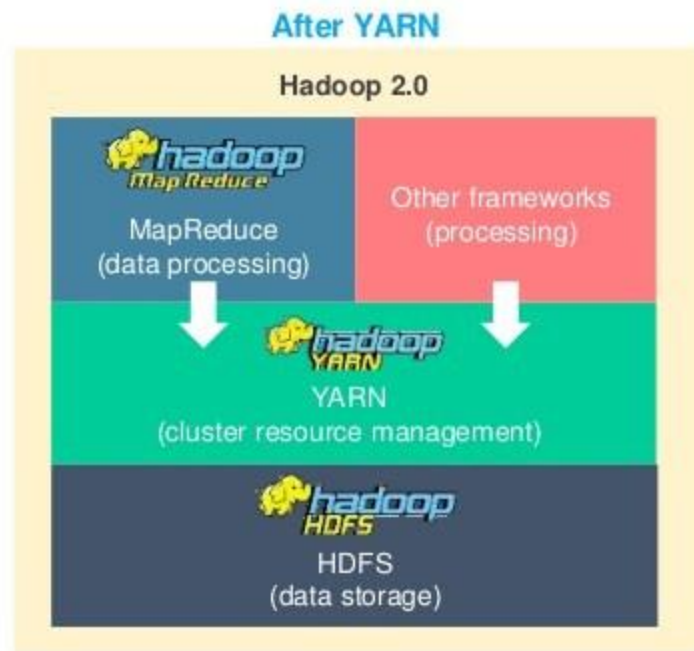 After YARN
Hadoop 2.0
hadoop
Map Reduce
MapReduce
(data processing)
Other frameworks
(processing)
hadoop
YARN
YARN
(cluster resource management)
hadoop
HDFS
HDFS
(data storage)